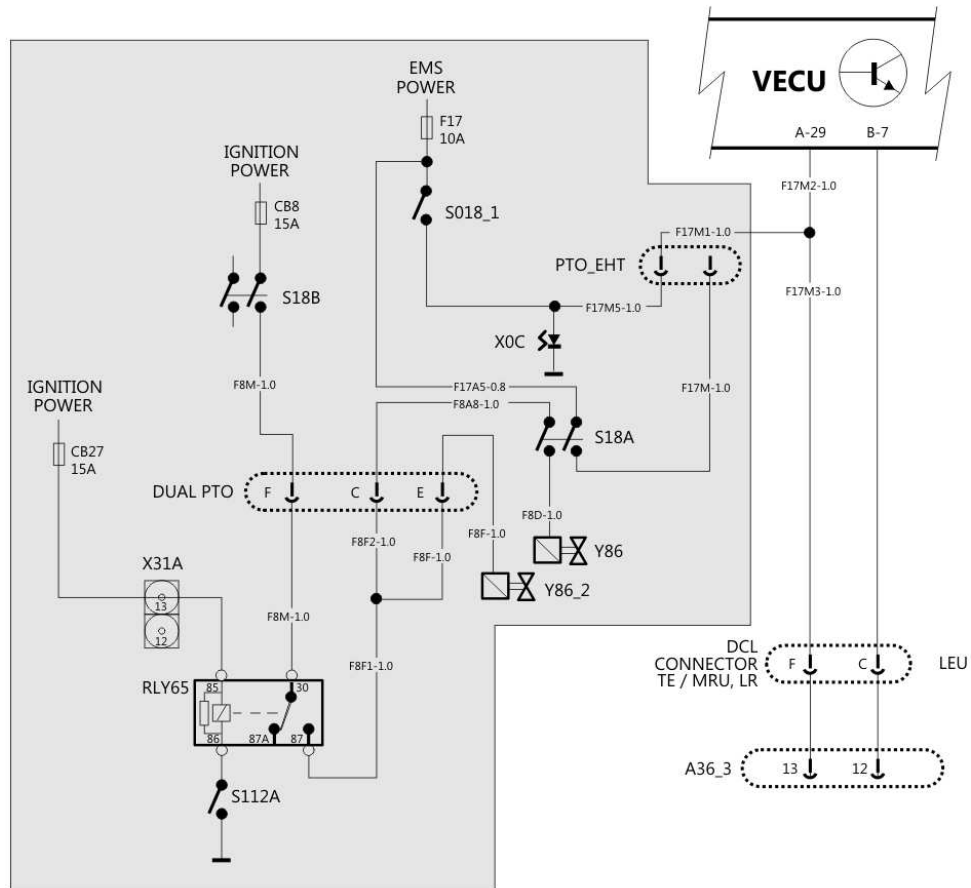 VECU
A-29 B-7
EMS
POWER
F17
10A
IGNITION
POWER
CB8
15A
S018_1
F17M2-1.0
F17M1-1.0
PTO_EHT
S18B
F17M3-1.0
F17M5-1.0
X0C
F8M-1.0
F17A5-0.8
F17M-1.0
F8A8-1.0
IGNITION
POWER
CB27
15A
S18A
DUAL PTO F C E
F8D-1.0
F8F2-1.0
F8F-1.0
F8F-1.0
Y86
Y86_2
X31A
13
12
F8M-1.0
F8F1-1.0
DCL
CONNECTOR
TE / MRU, LR
F C LEU
RLY65
85 30
86 87A 87
S112A
A36_3 13 12